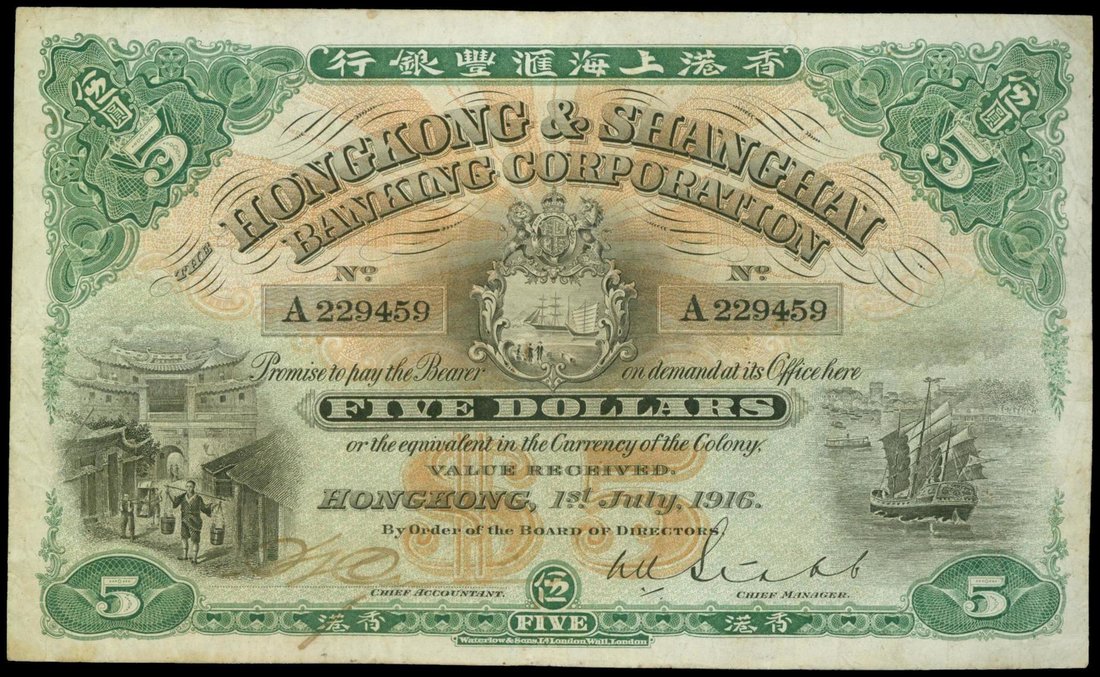 香港上海滙豐銀行
伍圓
5
伍圓
5
THE HONGKONG & SHANGHAI
BANKING CORPORATION
Nº
Nº
A 229459
A 229459
Promise to pay the Bearer on demand at its Office here
FIVE DOLLARS
or the equivalent in the Currency of the Colony,
VALUE RECEIVED.
$5
HONGKONG, 1st July, 1916.
By Order of the BOARD OF DIRECTORS,
CHIEF ACCOUNTANT.
CHIEF MANAGER.
5
伍
5
香港
FIVE
香港
Waterlow & Sons, Ld London Wall, London